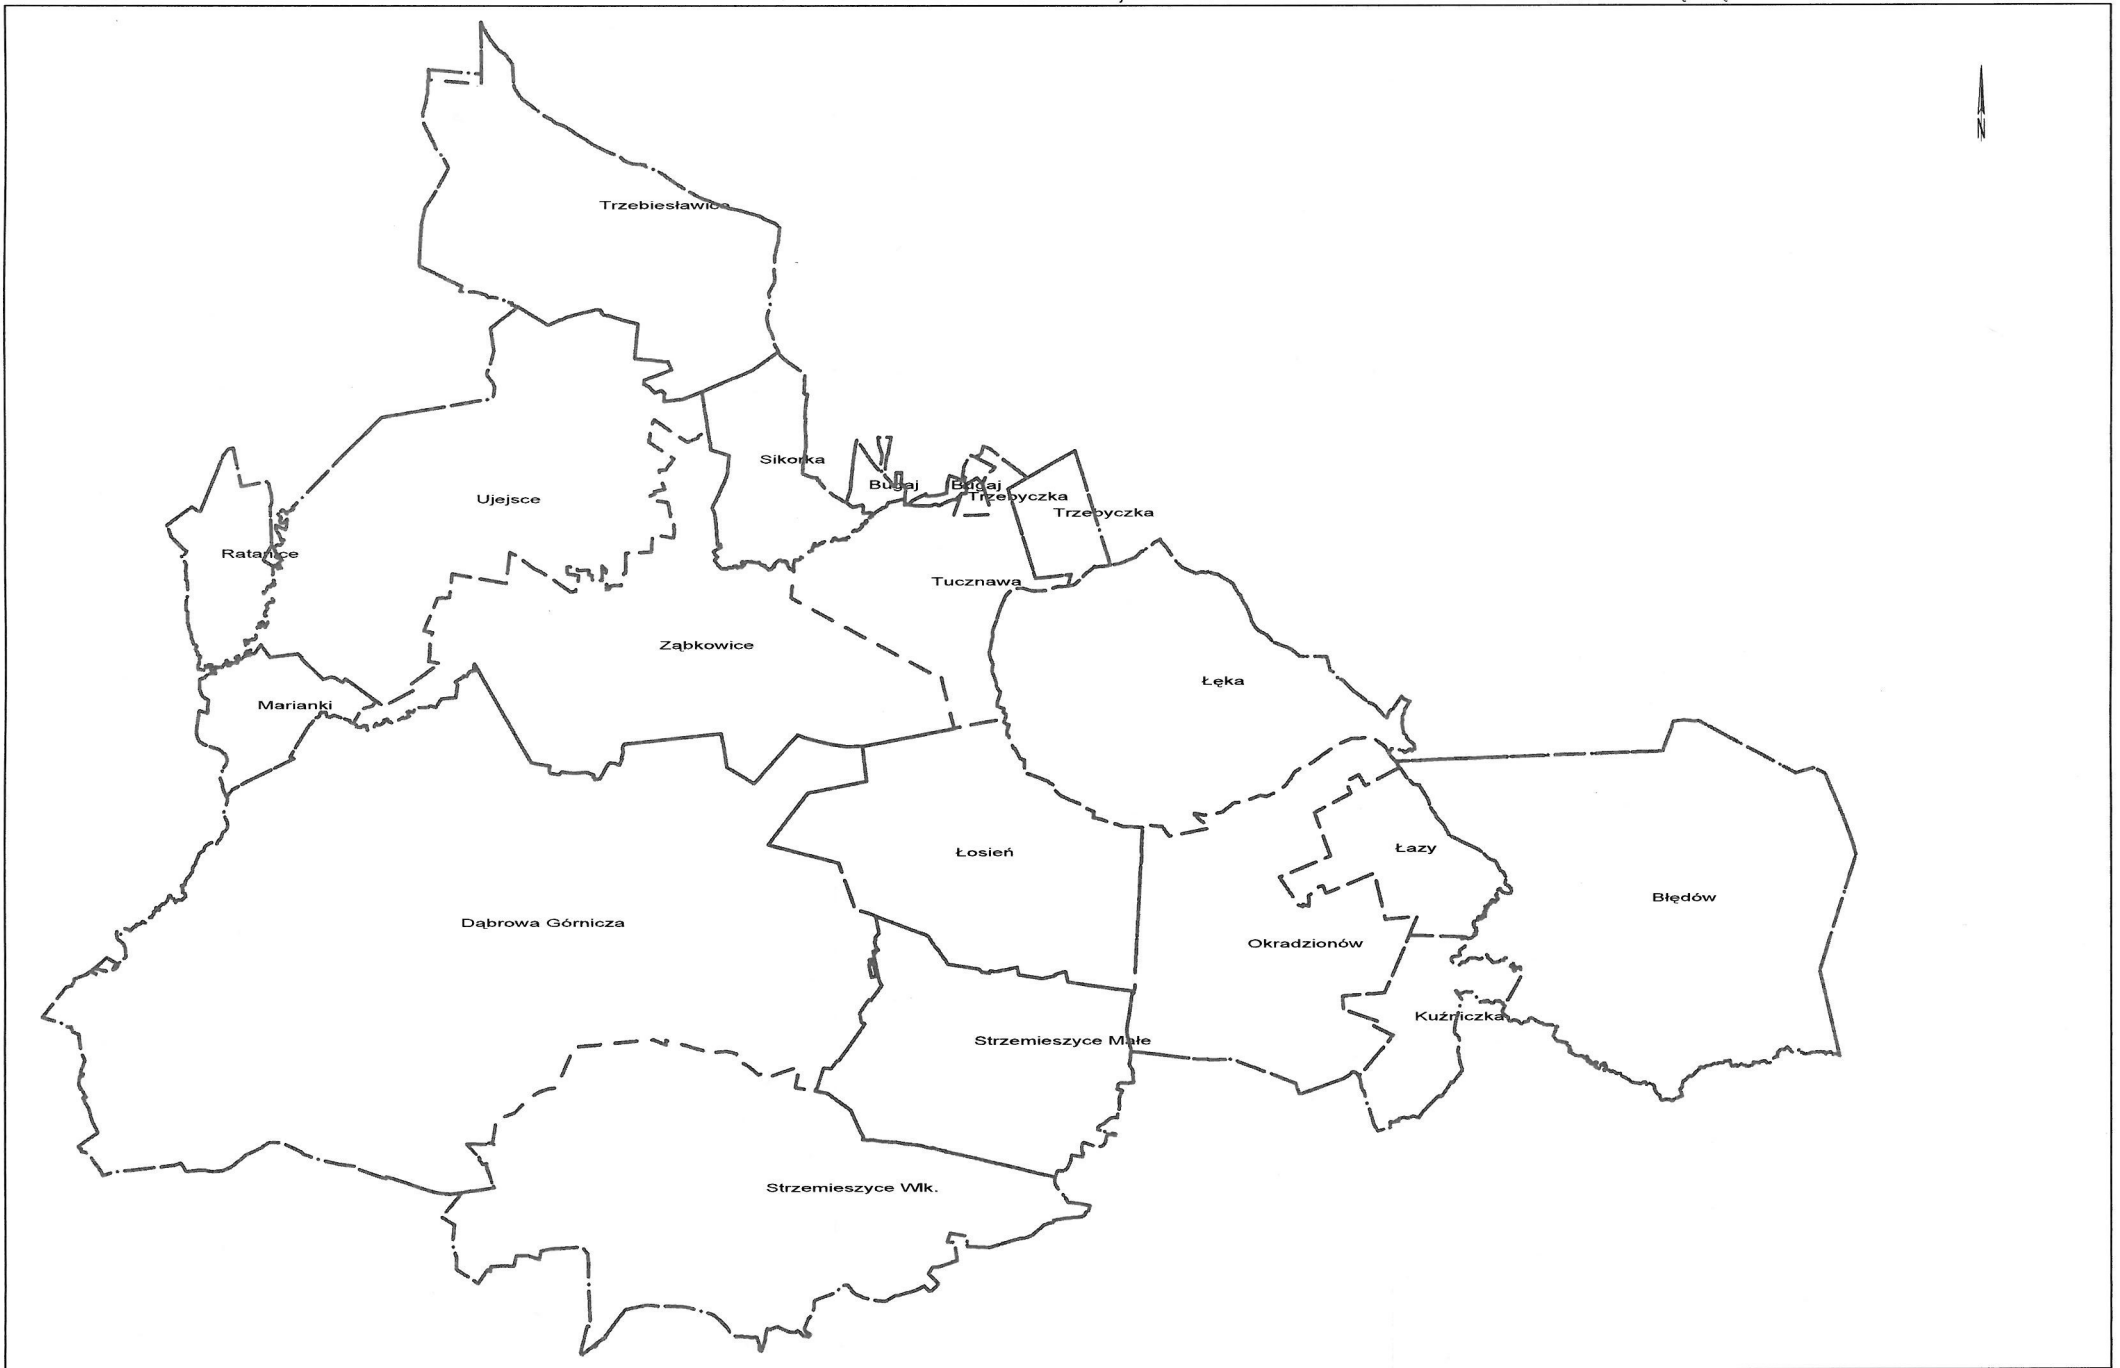 N
Trzebiesławice
Sikorka
Bugaj
Bugaj
Trzebyczka
Ujejsce
Trzebyczka
Ratanice
Tucznawa
Ząbkowice
Łęka
Marianki
Łazy
Łosień
Błędów
Dąbrowa Górnicza
Okradzionów
Kuźniczka
Strzemieszyce Małe
Strzemieszyce Wlk.